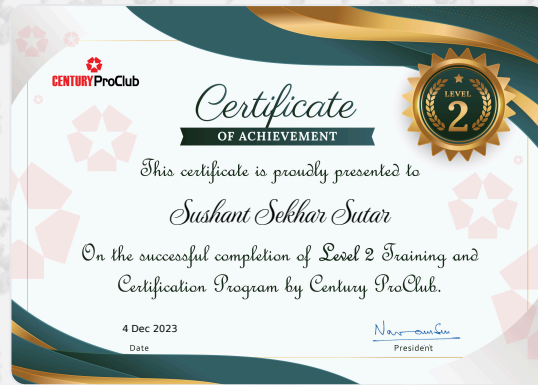 CENTURY ProClub
Certificate
OF ACHIEVEMENT
LEVEL
2
This certificate is proudly presented to
Sushant Sekhar Sutar
On the successful completion of Level 2 Training and
Certification Program by Century ProClub.
4 Dec 2023
Date
President